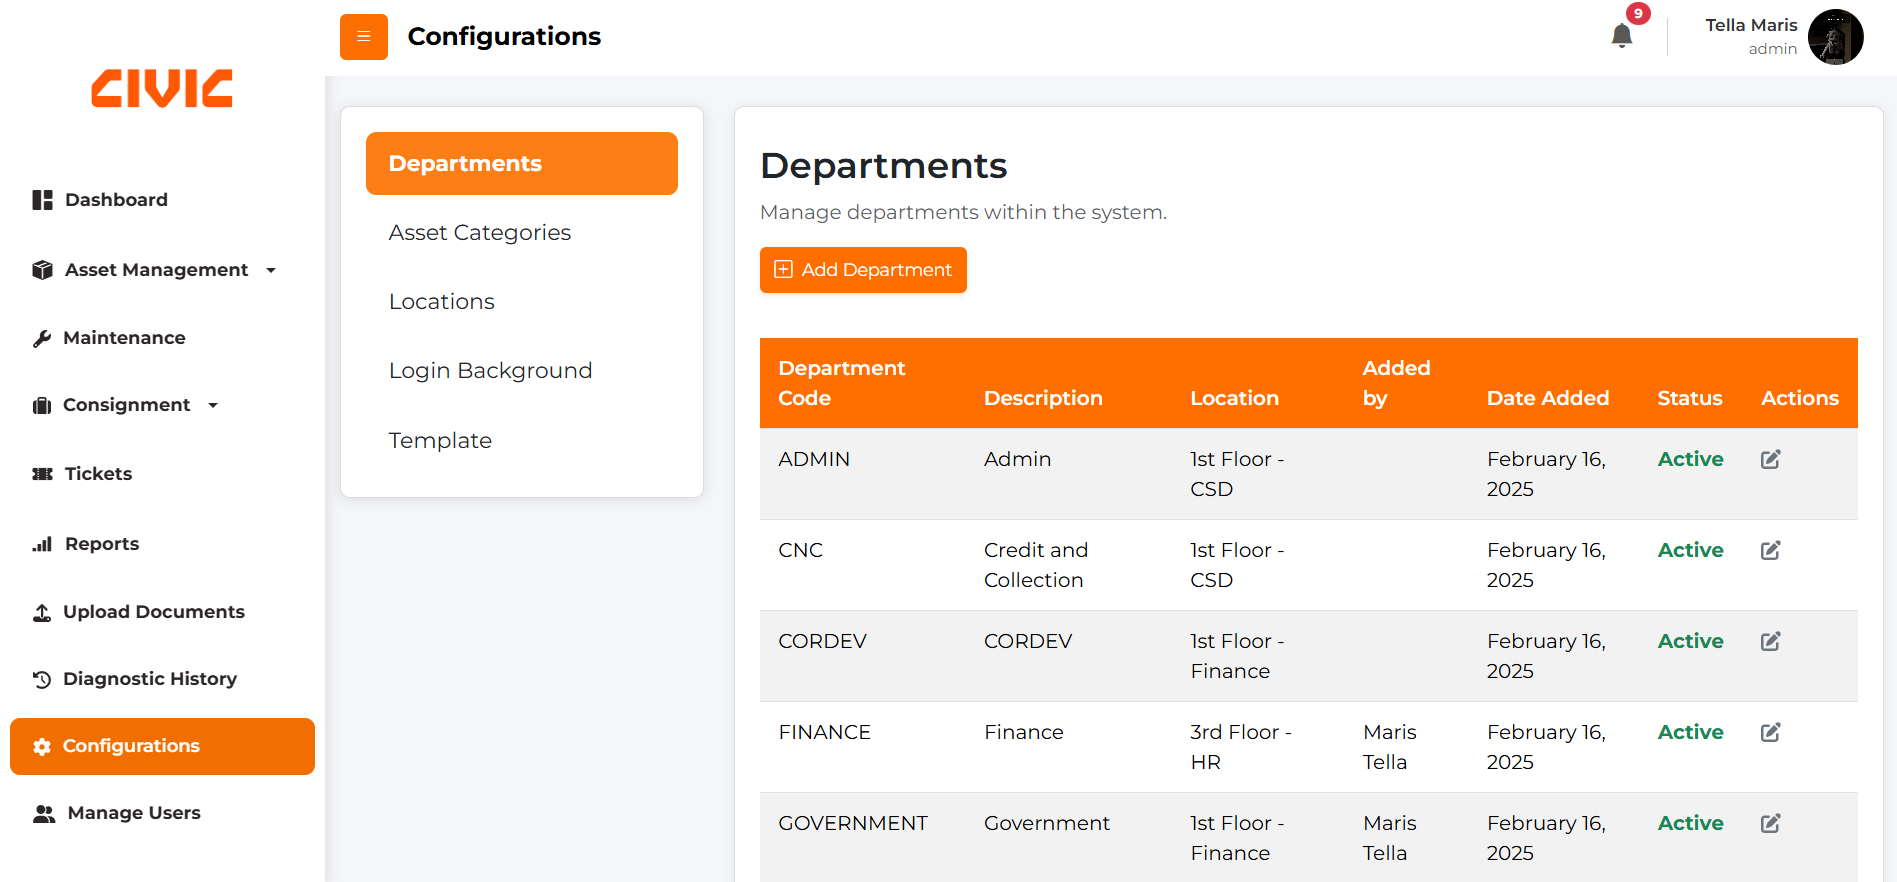 CIVIC
Dashboard
Asset Management
Maintenance
Consignment
Tickets
Reports
Upload Documents
Diagnostic History
Configurations
Manage Users
Configurations
9
Tella Maris
admin
Departments
Asset Categories
Locations
Login Background
Template
Departments
Manage departments within the system.
Add Department
Department Code Description Location Added by Date Added Status Actions
ADMIN Admin 1st Floor - CSD February 16, 2025 Active
CNC Credit and Collection 1st Floor - CSD February 16, 2025 Active
CORDEV CORDEV 1st Floor - Finance February 16, 2025 Active
FINANCE Finance 3rd Floor - HR Maris Tella February 16, 2025 Active
GOVERNMENT Government 1st Floor - Finance Maris Tella February 16, 2025 Active